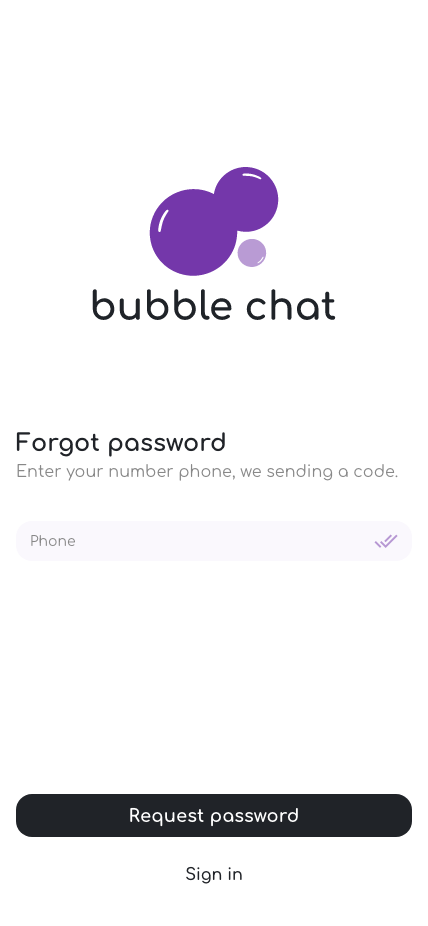 bubble chat
Forgot password
Enter your number phone, we sending a code.
Phone
Request password
Sign in